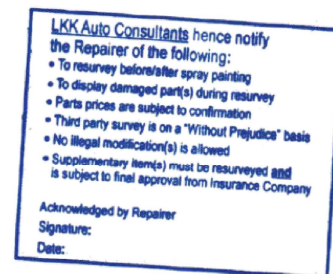 LKK Auto Consultants hence notify
the Repairer of the following:
• To resurvey before/after spray painting
• To display damaged part(s) during resurvey
• Parts prices are subject to confirmation
• Third party survey is on a "Without Prejudice" basis
• No illegal modification(s) is allowed
• Supplementary item(s) must be resurveyed and
is subject to final approval from Insurance Company
Acknowledged by Repairer
Signature:
Date: